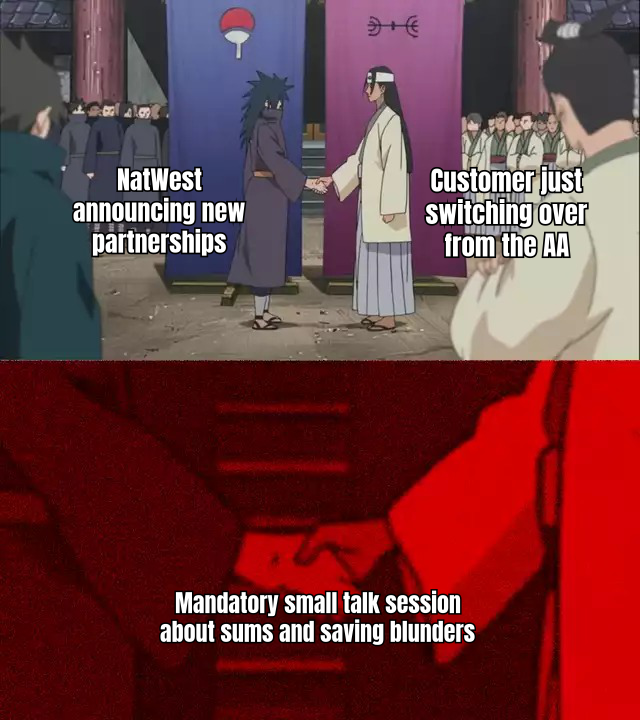 NatWest
announcing new
partnerships
Customer just
switching over
from the AA
Mandatory small talk session
about sums and saving blunders